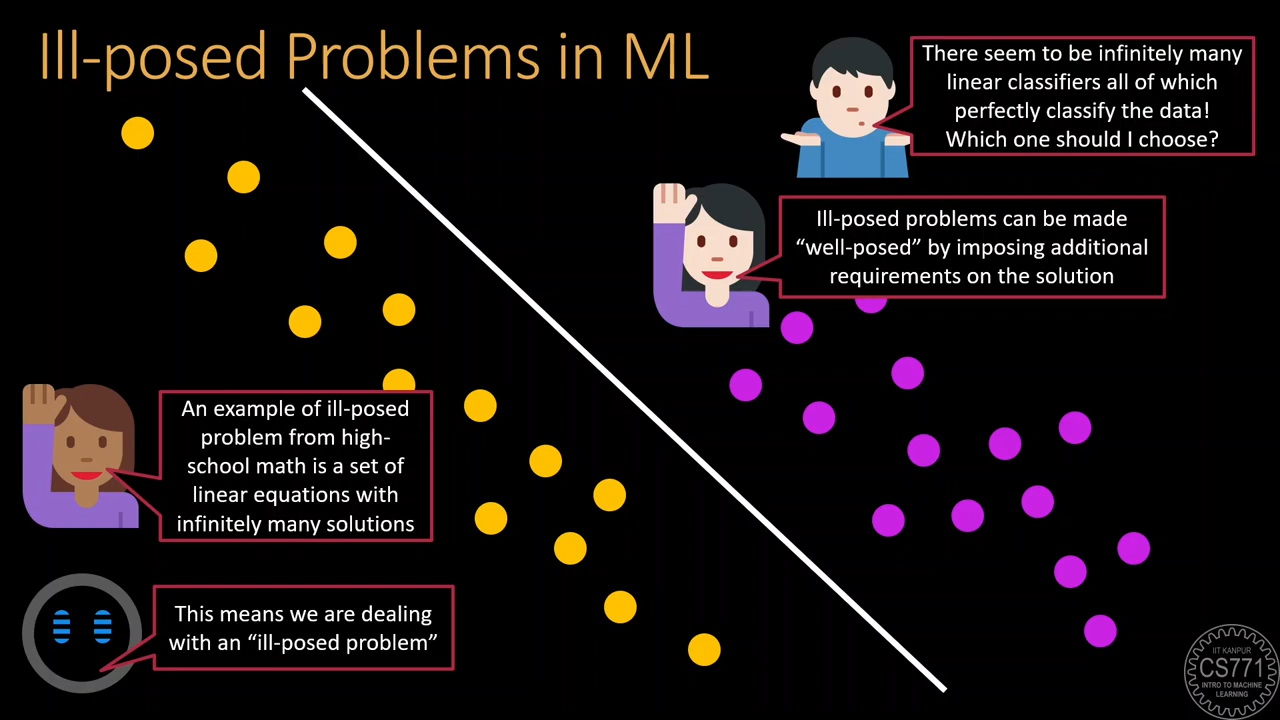 Ill-posed Problems in ML
There seem to be infinitely many
linear classifiers all of which
perfectly classify the data!
Which one should I choose?
Ill-posed problems can be made
“well-posed” by imposing additional
requirements on the solution
An example of ill-posed
problem from high-
school math is a set of
linear equations with
infinitely many solutions
This means we are dealing
with an “ill-posed problem”
IIT KANPUR
CS771
INTRO TO MACHINE
LEARNING